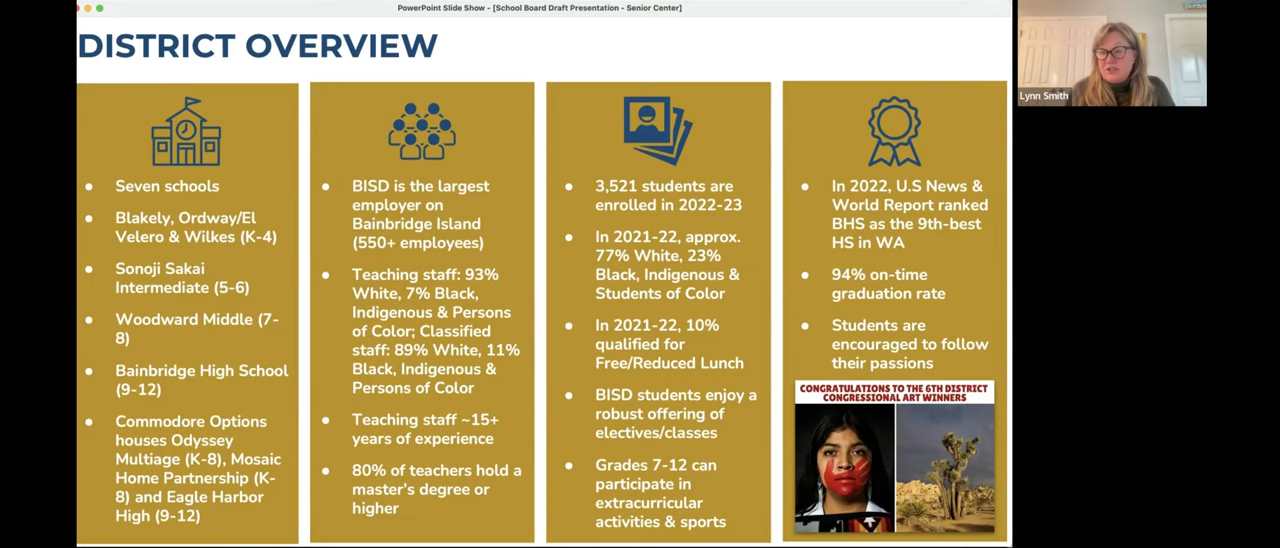 PowerPoint Slide Show - [School Board Draft Presentation - Senior Center]
DISTRICT OVERVIEW
● Seven schools
● Blakely, Ordway/El
Velero & Wilkes (K-4)
● Sonoji Sakai
Intermediate (5-6)
● Woodward Middle (7-
8)
● Bainbridge High School
(9-12)
● Commodore Options
houses Odyssey
Multiage (K-8), Mosaic
Home Partnership (K-
8) and Eagle Harbor
High (9-12)
● BISD is the largest
employer on
Bainbridge Island
(550+ employees)
● Teaching staff: 93%
White, 7% Black,
Indigenous & Persons
of Color; Classified
staff: 89% White, 11%
Black, Indigenous &
Persons of Color
● Teaching staff ~15+
years of experience
● 80% of teachers hold a
master's degree or
higher
● 3,521 students are
enrolled in 2022-23
● In 2021-22, approx.
77% White, 23%
Black, Indigenous &
Students of Color
● In 2021-22, 10%
qualified for
Free/Reduced Lunch
● BISD students enjoy a
robust offering of
electives/classes
● Grades 7-12 can
participate in
extracurricular
activities & sports
● In 2022, U.S News &
World Report ranked
BHS as the 9th-best
HS in WA
● 94% on-time
graduation rate
● Students are
encouraged to follow
their passions
CONGRATULATIONS TO THE 6TH DISTRICT
CONGRESSIONAL ART WINNERS
Lynn Smith